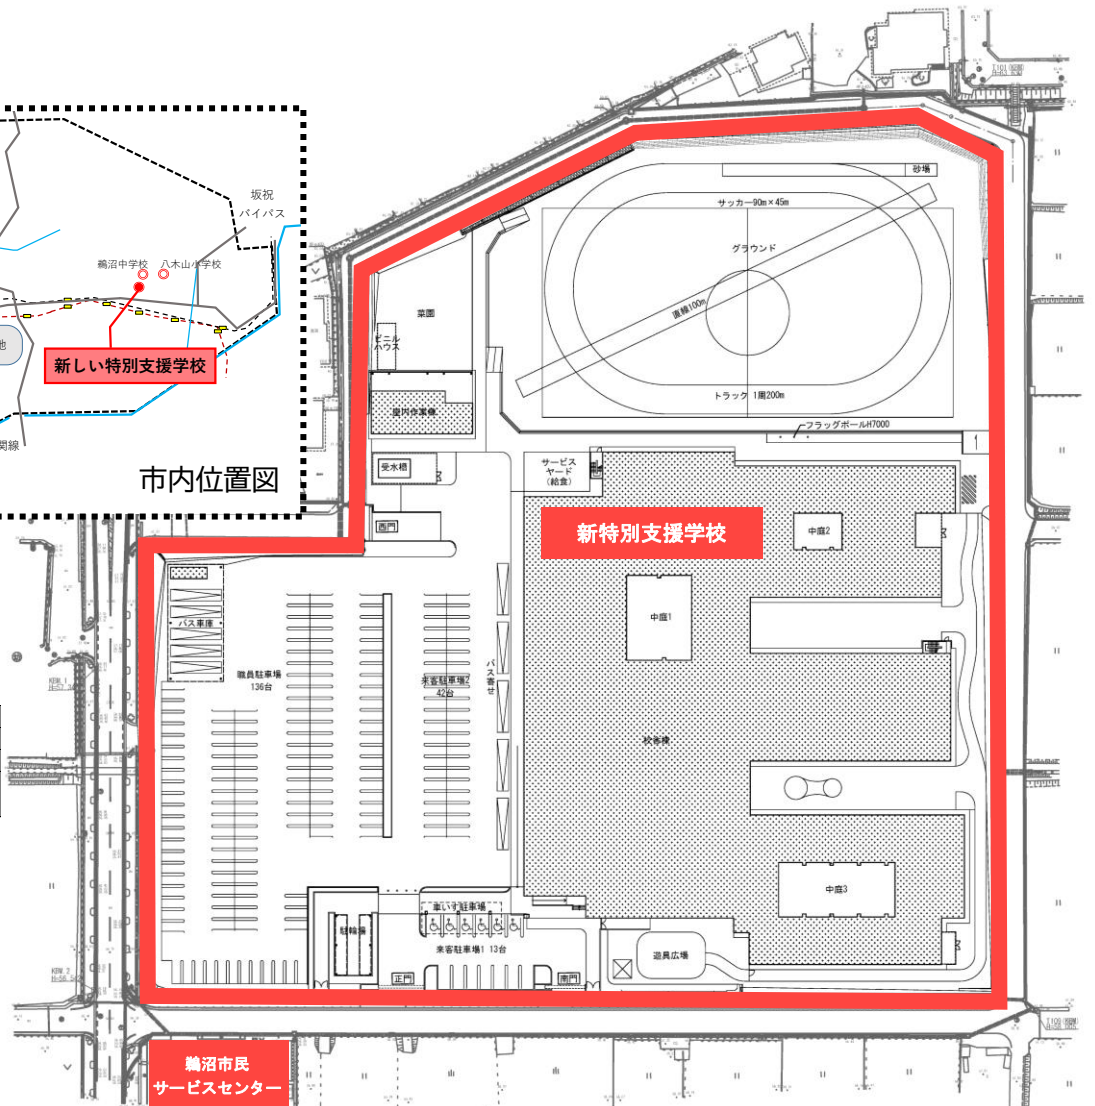 坂祝
バイパス
鵜沼中学校
八木山小学校
新しい特別支援学校
市内位置図
砂場
サッカー90m×45m
グラウンド
直線100m
トラック 1周200m
フラッグポールH7000
菜園
ビニル
ハウス
屋内作業棟
受水槽
サービス
ヤード
(給食)
西門
新特別支援学校
中庭2
中庭1
バス車庫
職員駐車場
136台
来客駐車場2
42台
バス寄せ
校舎棟
中庭3
車いす駐車場
駐輪場
来客駐車場1 13台
正門
南門
遊具広場
KBM.1
KBM.2
鵜沼市民
サービスセンター